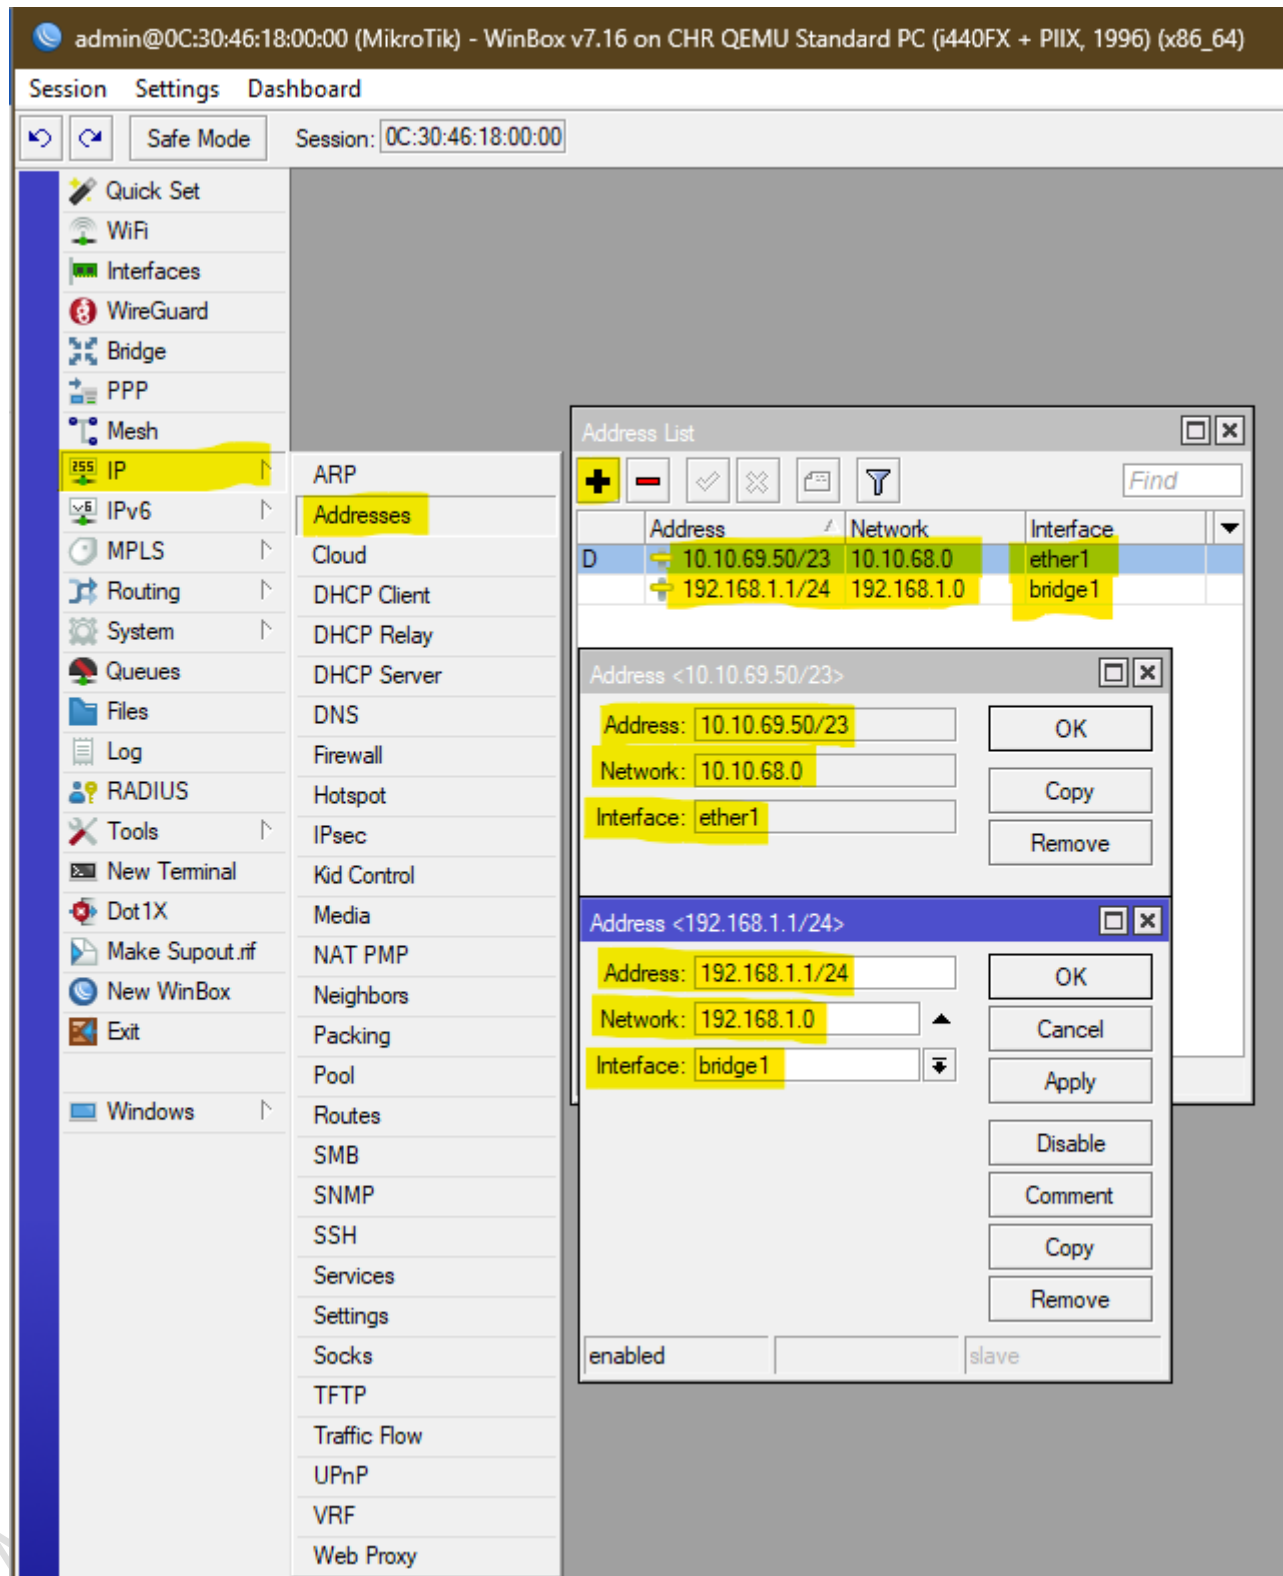 admin@0C:30:46:18:00:00 (MikroTik) - WinBox v7.16 on CHR QEMU Standard PC (i440FX + PIIX, 1996) (x86_64)
Session Settings Dashboard
Safe Mode Session: 0C:30:46:18:00:00
Quick Set
WiFi
Interfaces
WireGuard
Bridge
PPP
Mesh
IP
IPv6
MPLS
Routing
System
Queues
Files
Log
RADIUS
Tools
New Terminal
Dot1X
Make Supout.rif
New WinBox
Exit
Windows
ARP
Addresses
Cloud
DHCP Client
DHCP Relay
DHCP Server
DNS
Firewall
Hotspot
IPsec
Kid Control
Media
NAT PMP
Neighbors
Packing
Pool
Routes
SMB
SNMP
SSH
Services
Settings
Socks
TFTP
Traffic Flow
UPnP
VRF
Web Proxy
Address List
Find
Address Network Interface
D 10.10.69.50/23 10.10.68.0 ether1
192.168.1.1/24 192.168.1.0 bridge1
Address <10.10.69.50/23>
Address: 10.10.69.50/23
Network: 10.10.68.0
Interface: ether1
OK
Copy
Remove
Address <192.168.1.1/24>
Address: 192.168.1.1/24
Network: 192.168.1.0
Interface: bridge1
OK
Cancel
Apply
Disable
Comment
Copy
Remove
enabled slave